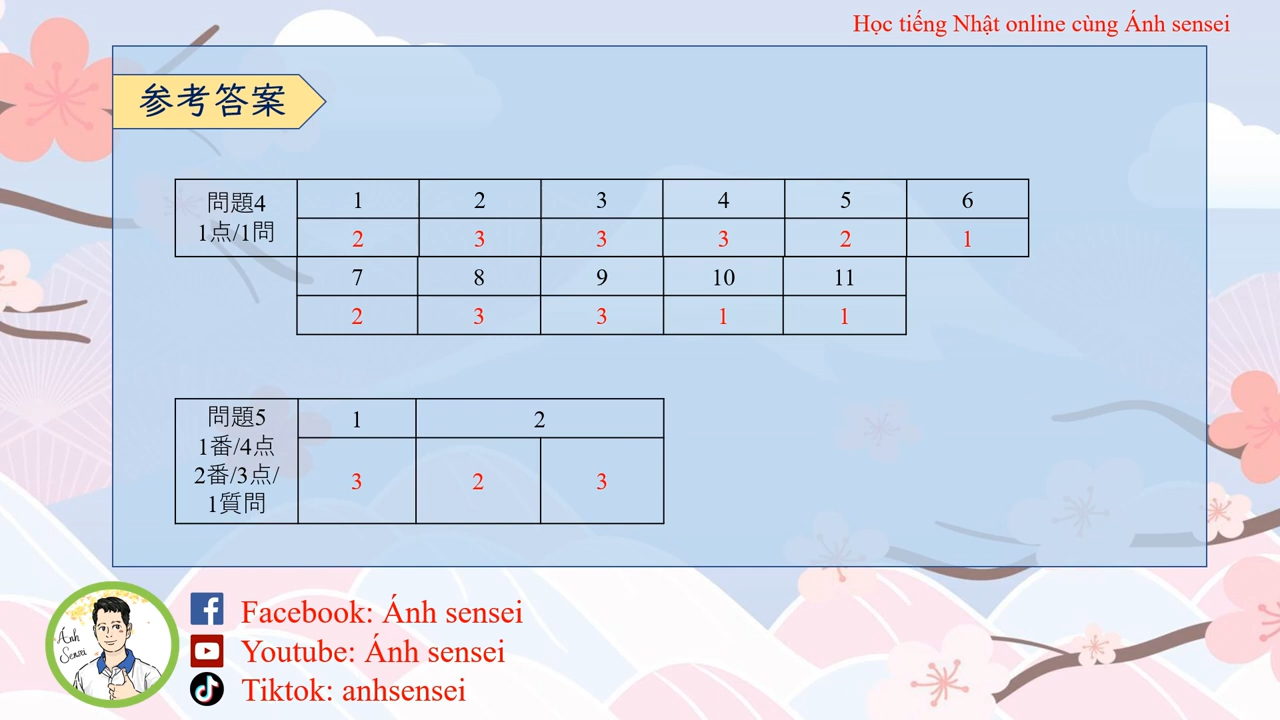 Học tiếng Nhật online cùng Ánh sensei
参考答案
問題4
1点/1問
1 2 3 4 5 6
2 3 3 3 2 1
7 8 9 10 11
2 3 3 1 1
問題5
1番/4点
2番/3点/
1質問
1 2
3 2 3
Ánh
Sensei
Facebook: Ánh sensei
Youtube: Ánh sensei
Tiktok: anhsensei